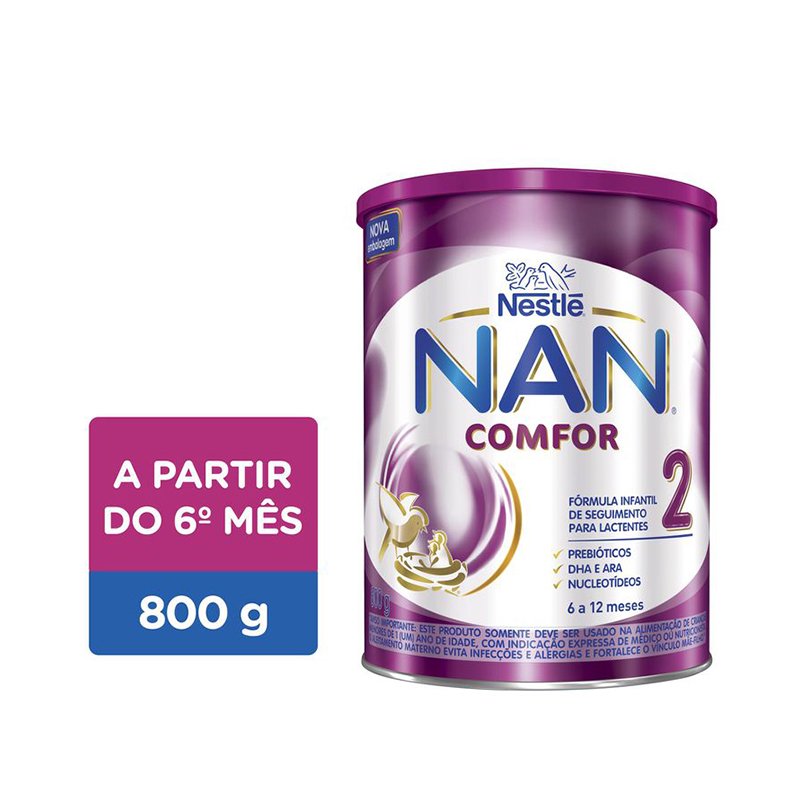 A PARTIR
DO 6º MÊS
800 g
NOVA
embalagem
Nestlé
NAN
COMFOR
2
FÓRMULA INFANTIL
DE SEGUIMENTO
PARA LACTENTES
PREBIÓTICOS
DHA E ARA
NUCLEOTÍDEOS
6 a 12 meses
g
IMPORTANTE: ESTE PRODUTO SOMENTE DEVE SER USADO NA ALIMENTAÇÃO DE
DE 1 (UM) ANO DE IDADE, COM INDICAÇÃO EXPRESSA DE MÉDICO OU
MATERNO EVITA INFECÇÕES E ALERGIAS E FORTALECE O VÍNCULO